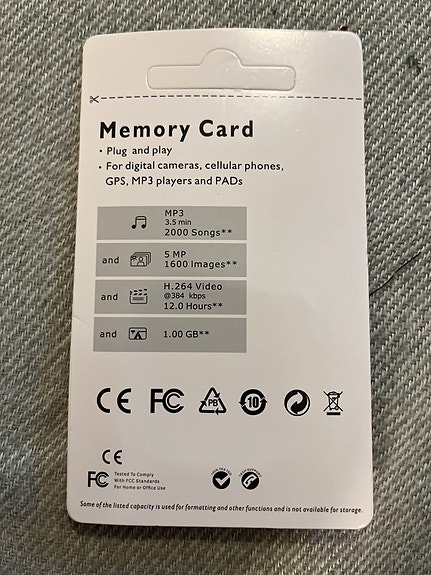 Memory Card
• Plug and play
• For digital cameras, cellular phones,
GPS, MP3 players and PADs
MP3
3.5 min
2000 Songs**
and 5 MP
1600 Images**
and H.264 Video
@384 kbps
12.0 Hours**
and 1.00 GB**
CE FC PB 10
CE
FC Tested To Comply
With FCC Standards
For Home or Office Use
Some of the listed capacity is used for formatting and other functions and is not available for storage.